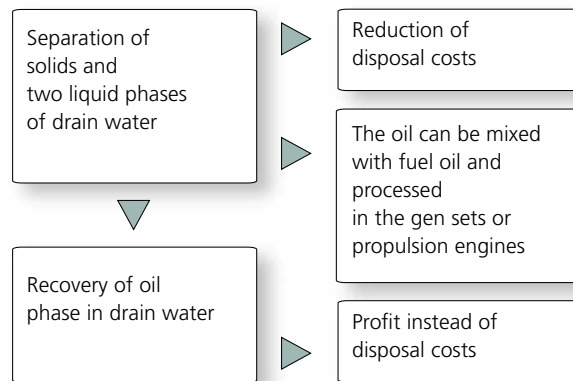 Separation of
solids and
two liquid phases
of drain water
Reduction of
disposal costs
The oil can be mixed
with fuel oil and
processed
in the gen sets or
propulsion engines
Recovery of oil
phase in drain water
Profit instead of
disposal costs